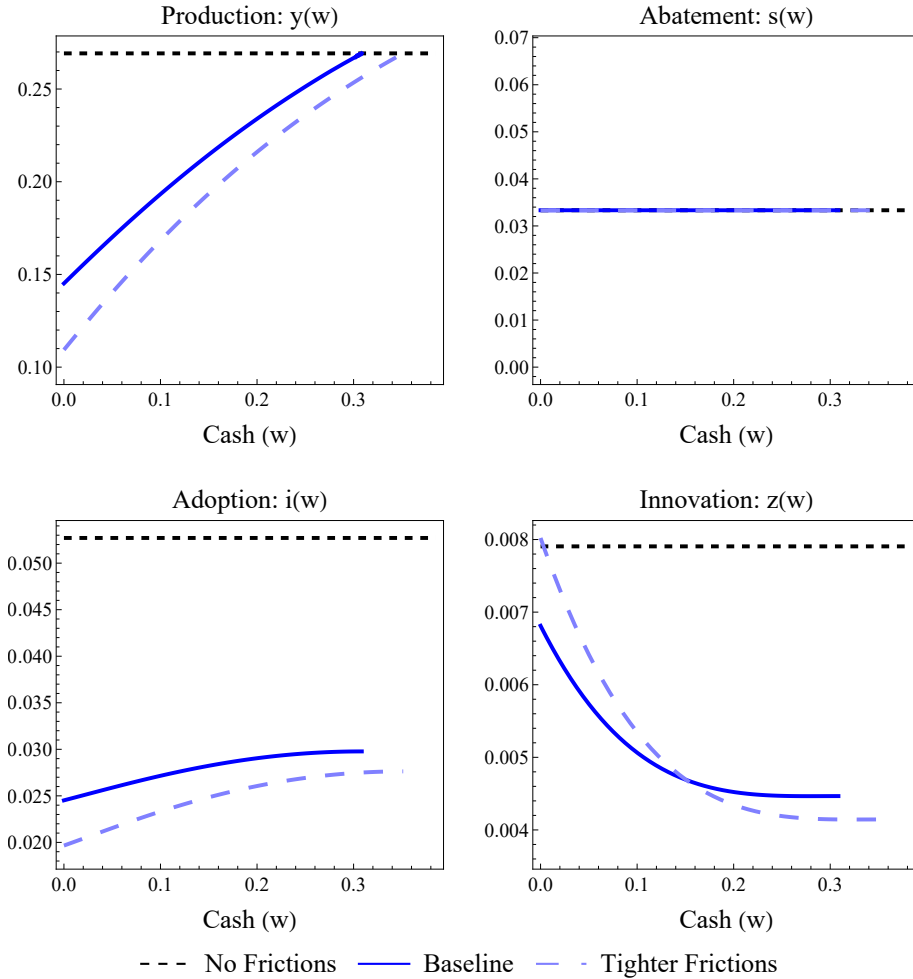 Production: y(w)
0.25
0.20
0.15
0.10
0.0 0.1 0.2 0.3
Cash (w)
Abatement: s(w)
0.07
0.06
0.05
0.04
0.03
0.02
0.01
0.00
0.0 0.1 0.2 0.3
Cash (w)
Adoption: i(w)
0.050
0.045
0.040
0.035
0.030
0.025
0.020
0.0 0.1 0.2 0.3
Cash (w)
Innovation: z(w)
0.008
0.007
0.006
0.005
0.004
0.0 0.1 0.2 0.3
Cash (w)
No Frictions Baseline Tighter Frictions